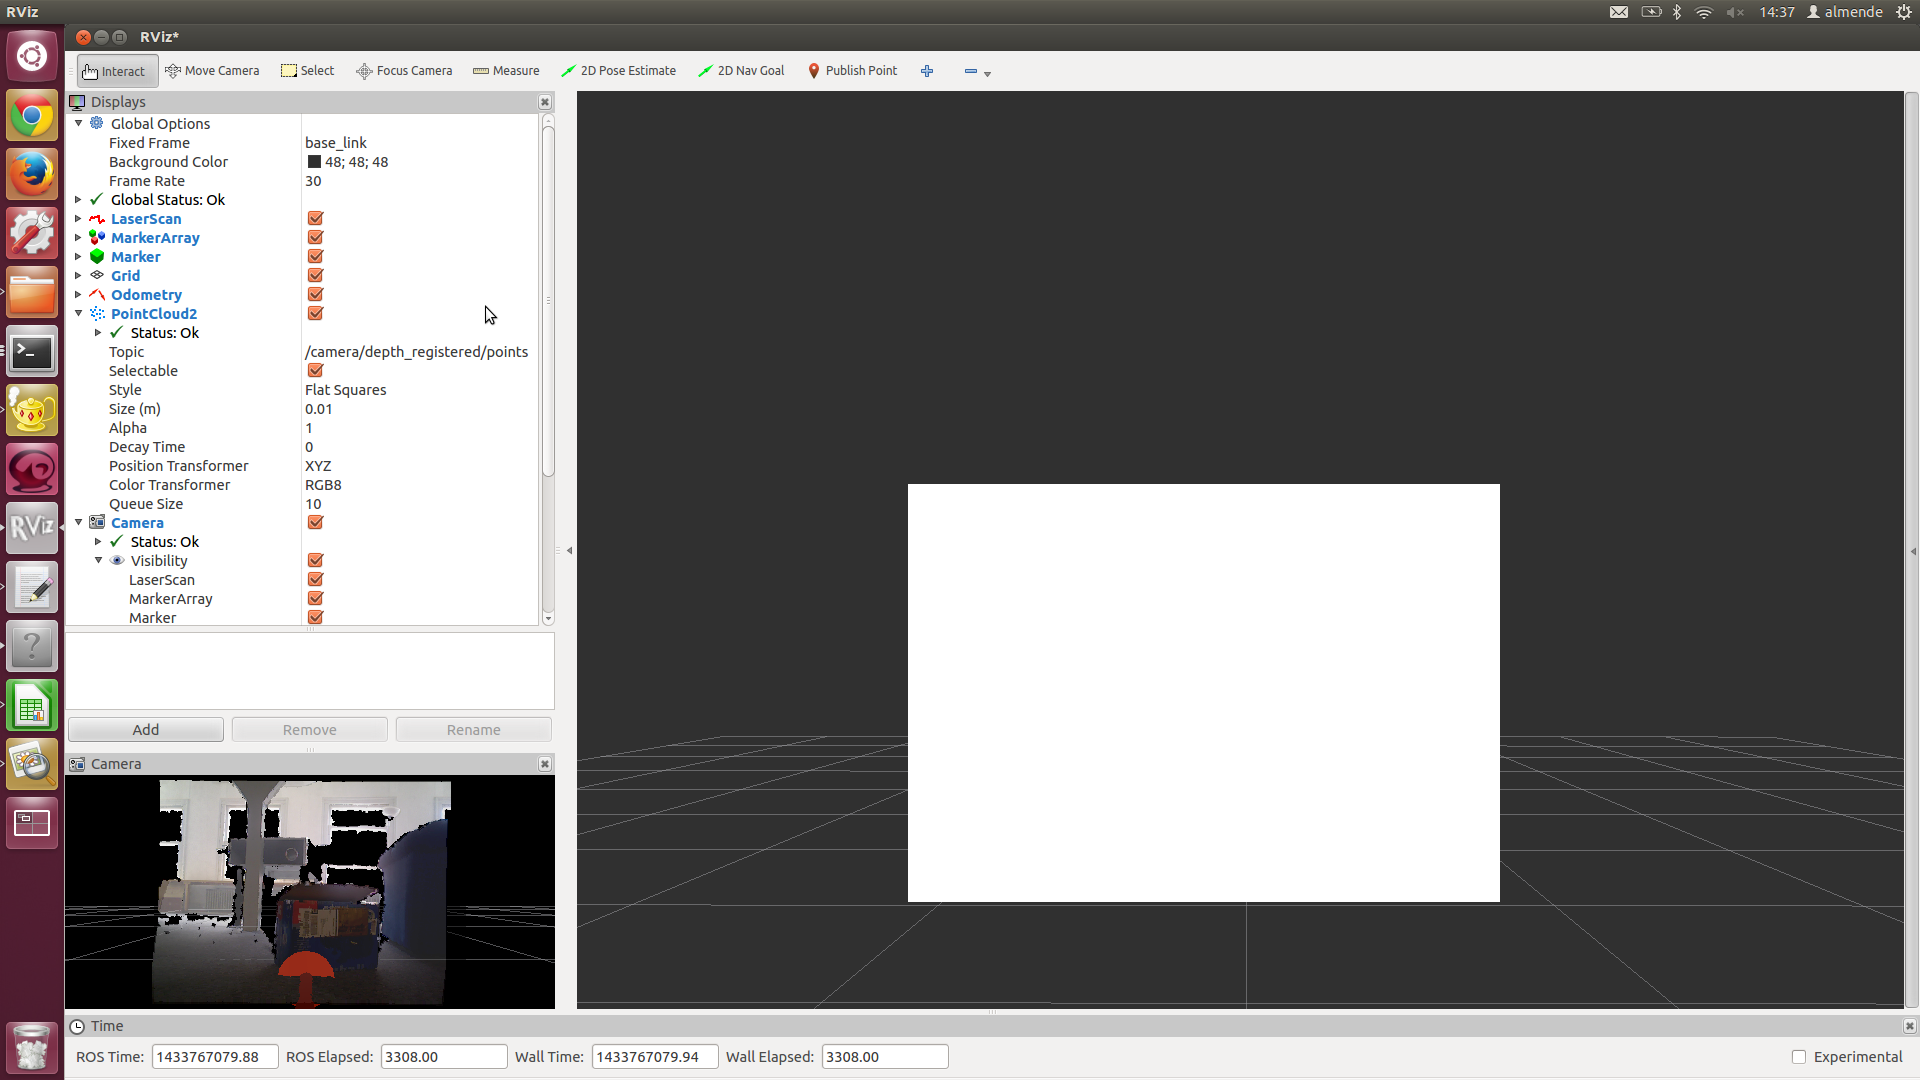 RViz
14:37 almende
RViz*
Interact Move Camera Select Focus Camera Measure 2D Pose Estimate 2D Nav Goal Publish Point
Displays
Global Options
Fixed Frame base_link
Background Color 48; 48; 48
Frame Rate 30
Global Status: Ok
LaserScan
MarkerArray
Marker
Grid
Odometry
PointCloud2
Status: Ok
Topic /camera/depth_registered/points
Selectable
Style Flat Squares
Size (m) 0.01
Alpha 1
Decay Time 0
Position Transformer XYZ
Color Transformer RGB8
Queue Size 10
RViz
Camera
Status: Ok
Visibility
LaserScan
MarkerArray
Marker
Add Remove Rename
Camera
Time
ROS Time: 1433767079.88 ROS Elapsed: 3308.00 Wall Time: 1433767079.94 Wall Elapsed: 3308.00 Experimental